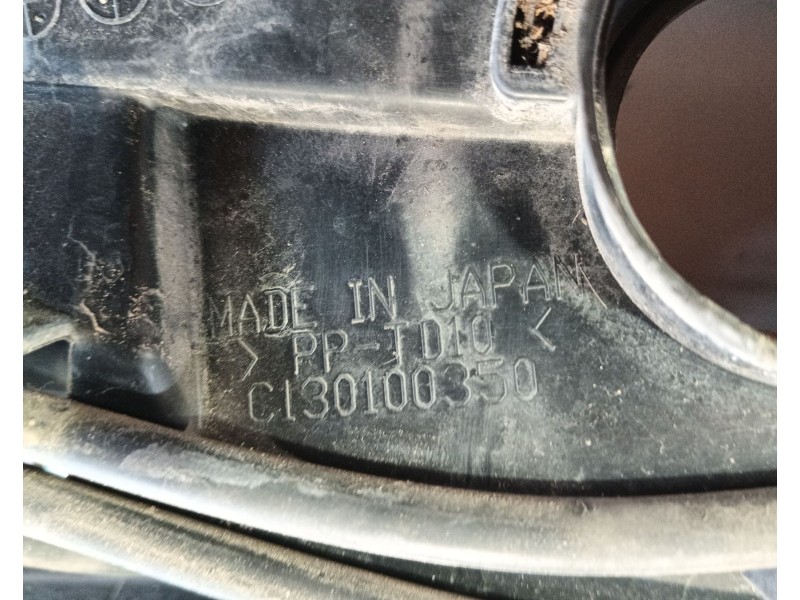 MADE IN JAPAN
> PP-TD10 <
C130100350